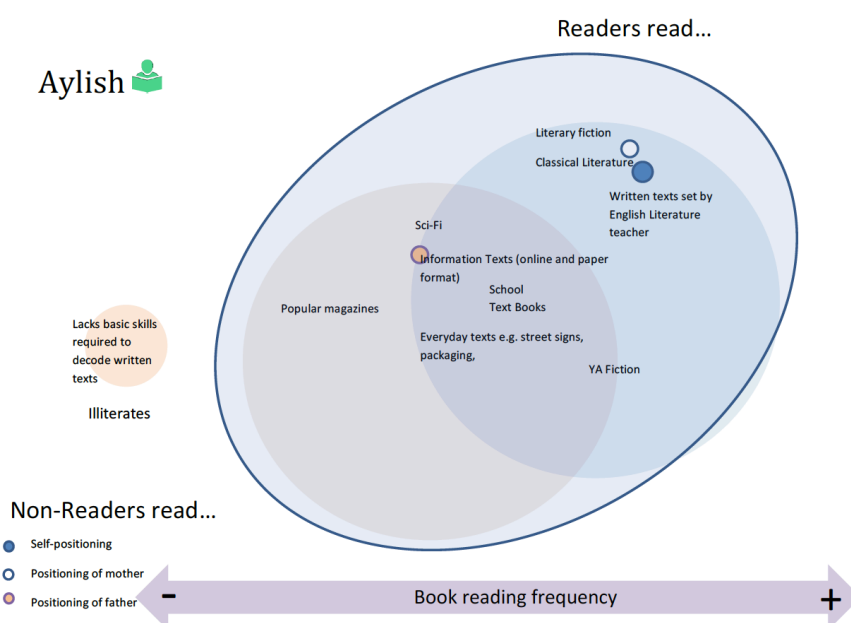 Readers read…
Aylish
Literary fiction
Classical Literature
Written texts set by
English Literature
teacher
Sci-Fi
Information Texts (online and paper
format)
School
Text Books
Popular magazines
Everyday texts e.g. street signs,
packaging,
YA Fiction
Lacks basic skills
required to
decode written
texts
Illiterates
Non-Readers read…
Self-positioning
Positioning of mother
Positioning of father
- Book reading frequency +